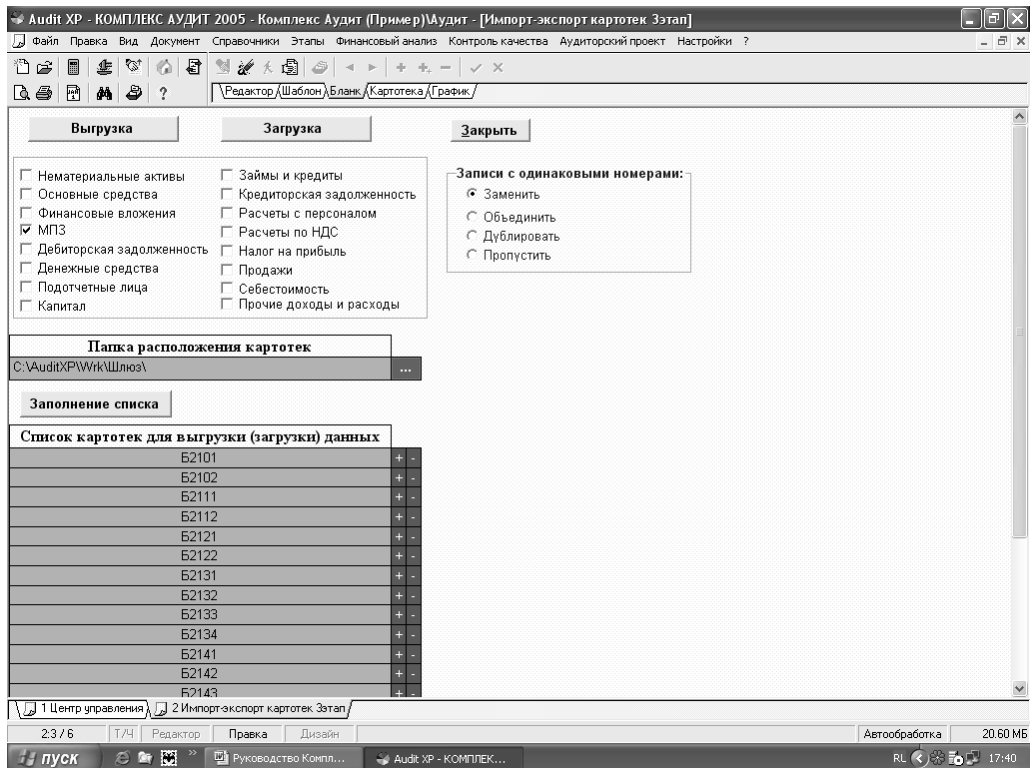 Audit XP - КОМПЛЕКС АУДИТ 2005 - Комплекс Аудит (Пример)\Аудит - [Импорт-экспорт картотек 3этап]
Файл Правка Вид Документ Справочники Этапы Финансовый анализ Контроль качества Аудиторский проект Настройки ?
\Редактор/\Шаблон/\Бланк/\Картотека/\График/
Выгрузка Загрузка Закрыть
Нематериальные активы
Основные средства
Финансовые вложения
МПЗ
Дебиторская задолженность
Денежные средства
Подотчетные лица
Капитал
Займы и кредиты
Кредиторская задолженность
Расчеты с персоналом
Расчеты по НДС
Налог на прибыль
Продажи
Себестоимость
Прочие доходы и расходы
Записи с одинаковыми номерами:
Заменить
Объединить
Дублировать
Пропустить
Папка расположения картотек
C:\AuditXP\Wrk\Шлюз\ ...
Заполнение списка
Список картотек для выгрузки (загрузки) данных
Б2101 + -
Б2102 + -
Б2111 + -
Б2112 + -
Б2121 + -
Б2122 + -
Б2131 + -
Б2132 + -
Б2133 + -
Б2134 + -
Б2141 + -
Б2142 + -
Б2143 + -
1 Центр управления 2 Импорт-экспорт картотек 3этап
2:3 / 6 Т/Ч Редактор Правка Дизайн Автообработка 20.60 МБ
пуск Руководство Компл... Audit XP - КОМПЛЕК... RL 17:40